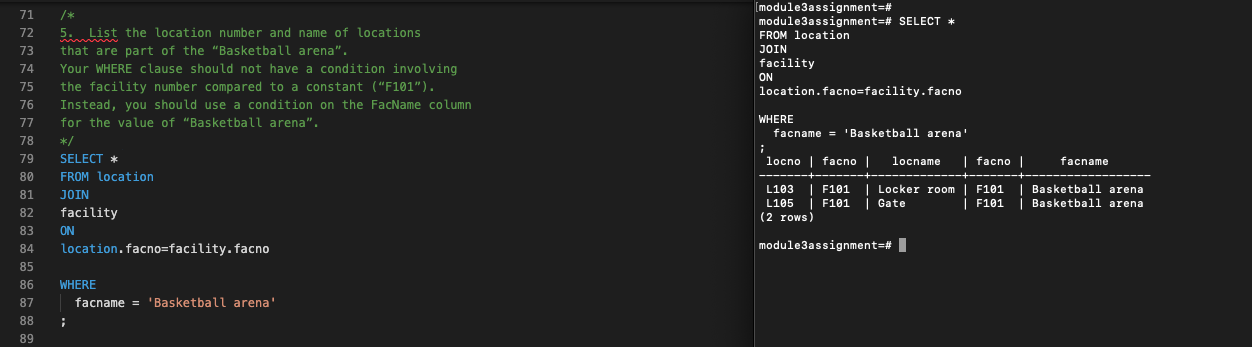 71 /*
72 5.  List the location number and name of locations
73 that are part of the “Basketball arena”.
74 Your WHERE clause should not have a condition involving
75 the facility number compared to a constant (“F101”).
76 Instead, you should use a condition on the FacName column
77 for the value of “Basketball arena”.
78 */
79 SELECT *
80 FROM location
81 JOIN
82 facility
83 ON
84 location.facno=facility.facno
85
86 WHERE
87   facname = 'Basketball arena'
88 ;
89
[module3assignment=#
module3assignment=# SELECT *
FROM location
JOIN
facility
ON
location.facno=facility.facno
WHERE
  facname = 'Basketball arena'
;
 locno | facno |   locname   | facno |     facname
-------+-------+-------------+-------+------------------
 L103  | F101  | Locker room | F101  | Basketball arena
 L105  | F101  | Gate        | F101  | Basketball arena
(2 rows)
module3assignment=#